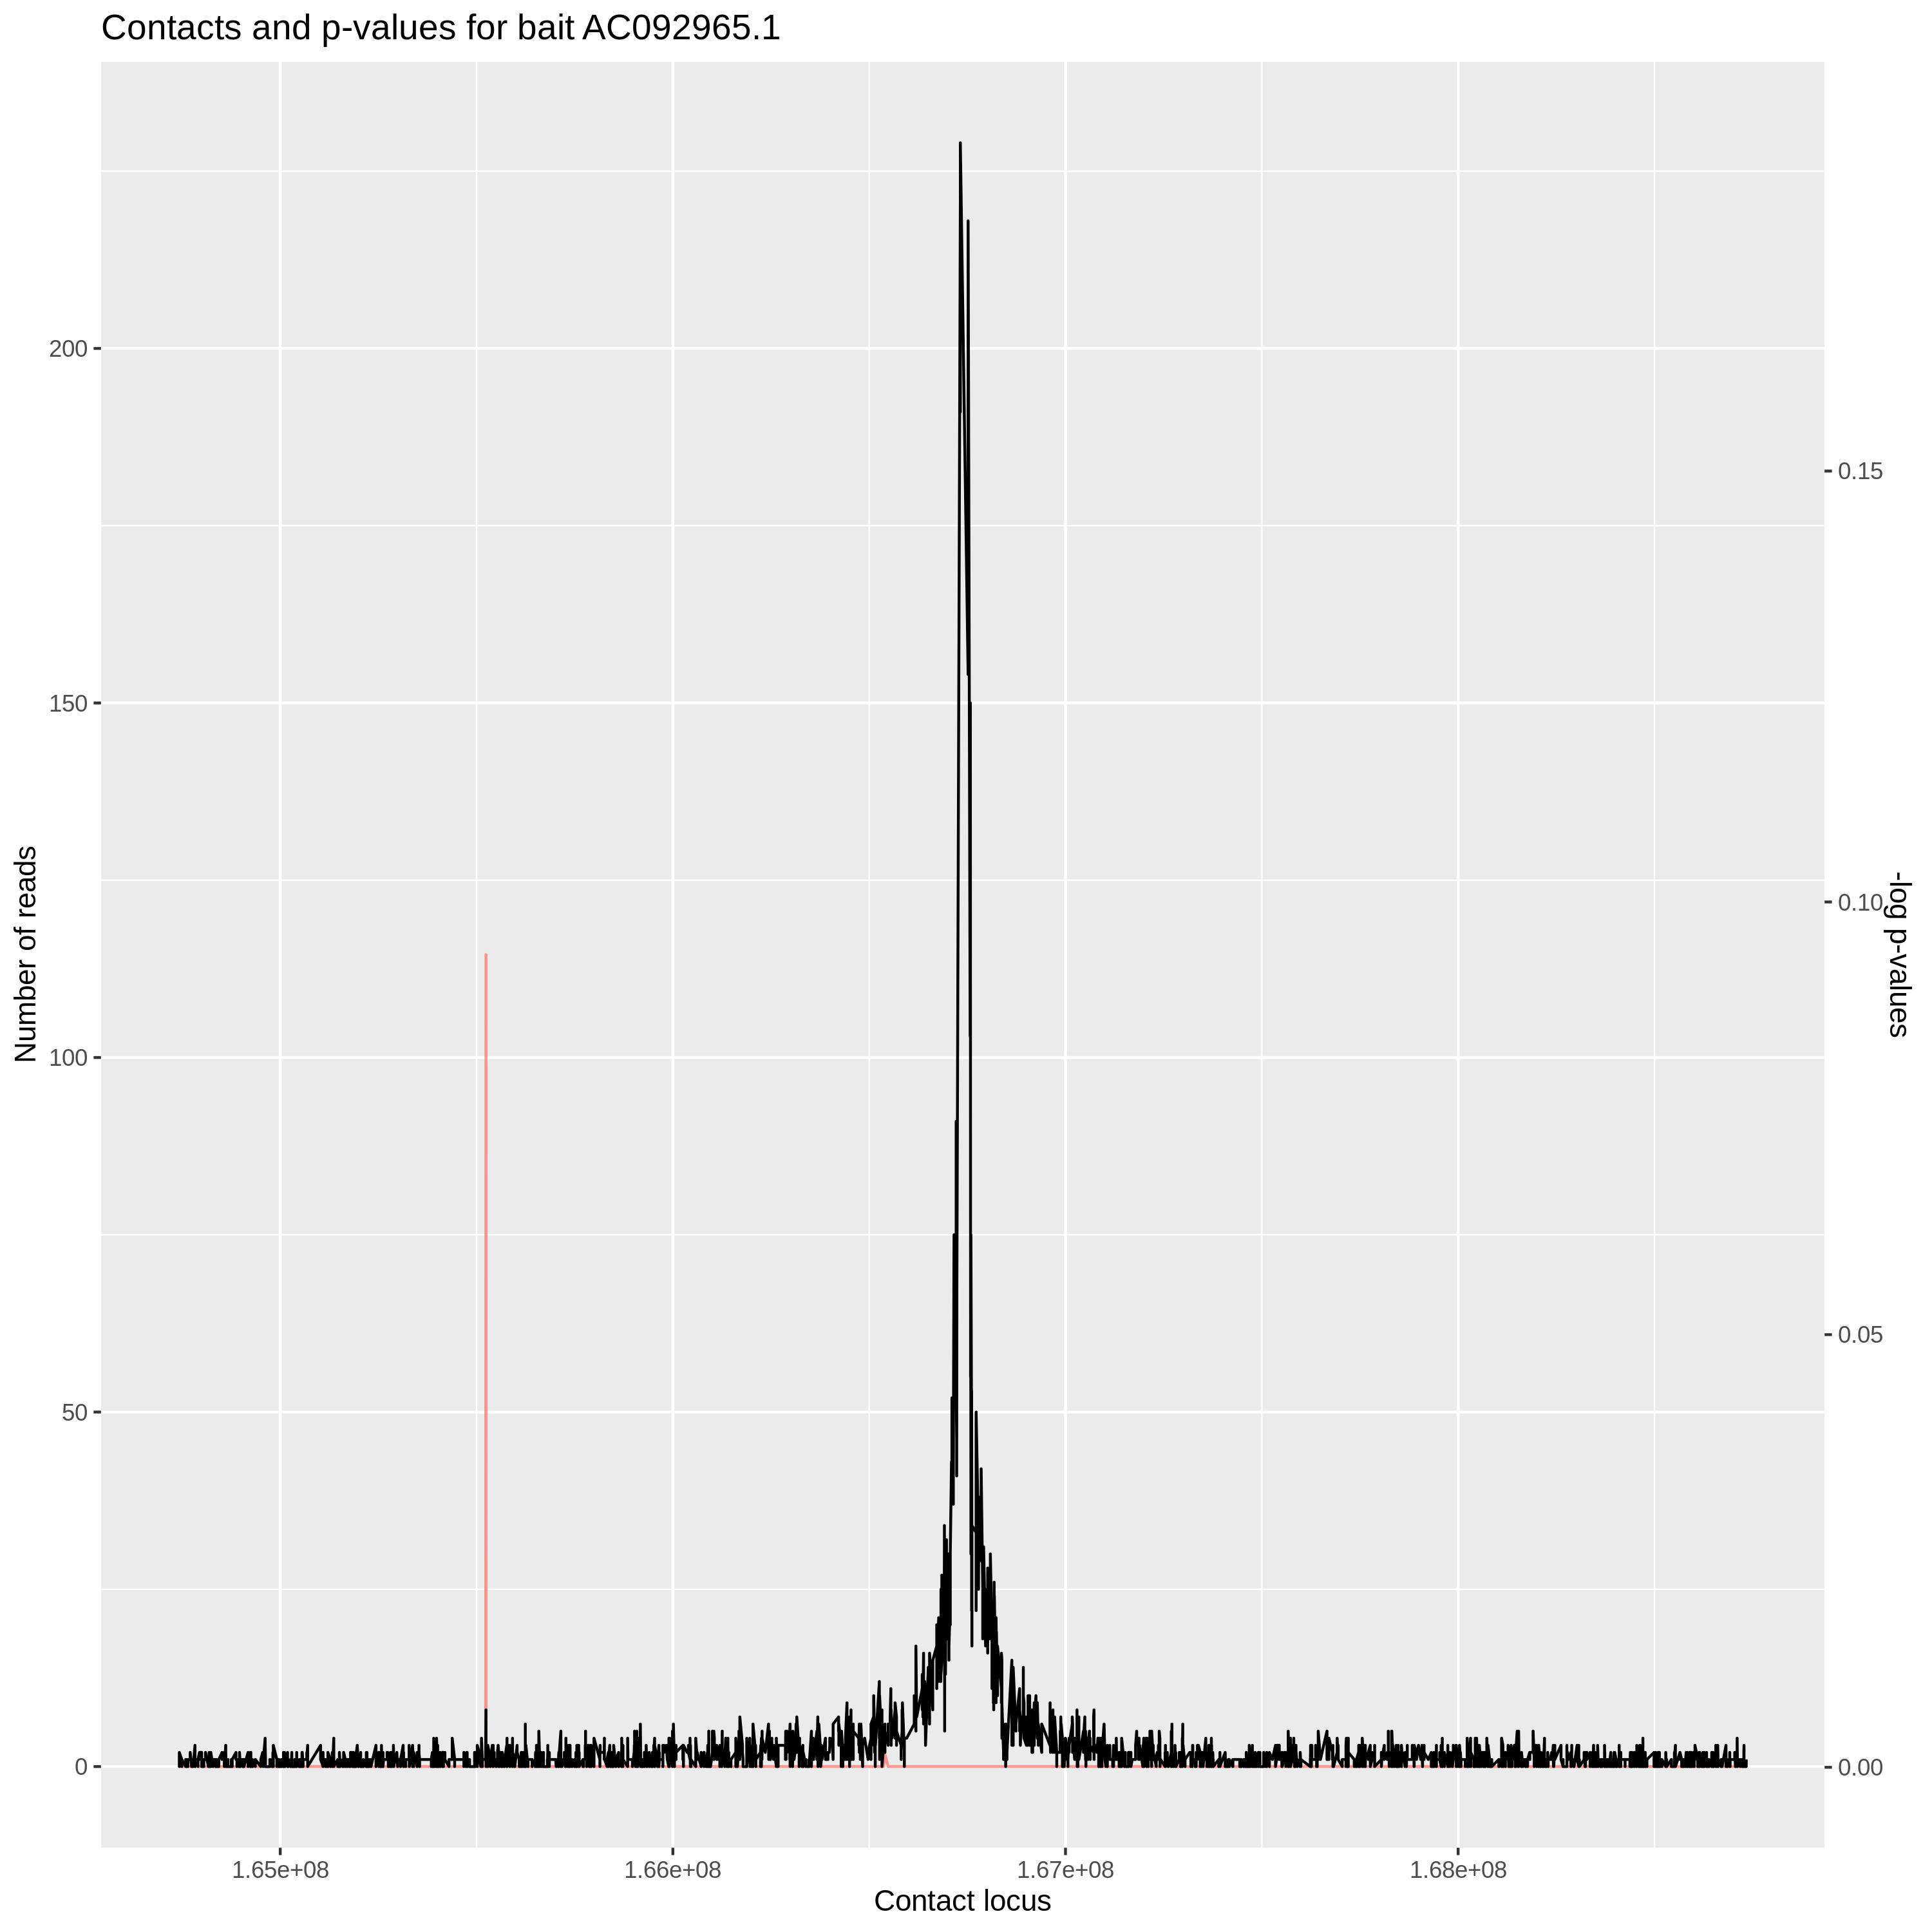 Contacts and p-values for bait AC092965.1
Number of reads
200
150
100
50
0
0.15
0.10
0.05
0.00
-log p-values
1.65e+08 1.66e+08 1.67e+08 1.68e+08
Contact locus